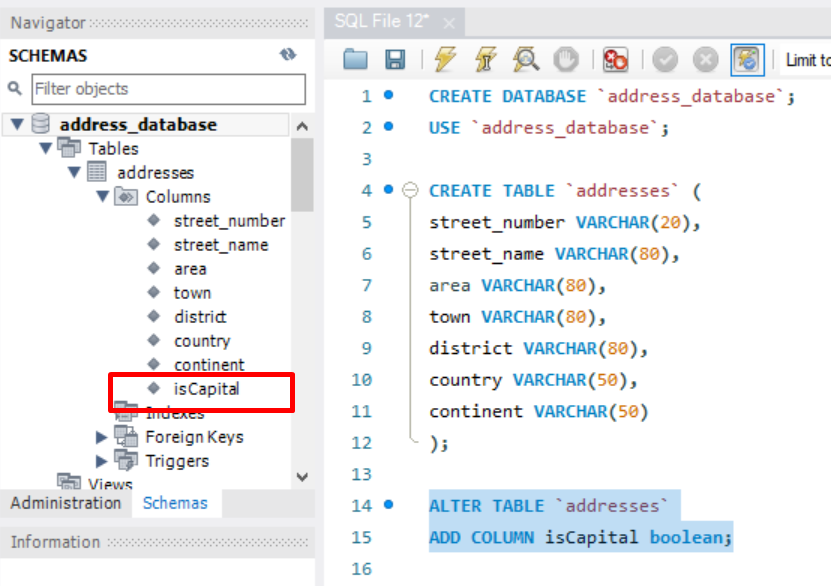 Navigator
SCHEMAS
Filter objects
address_database
Tables
addresses
Columns
street_number
street_name
area
town
district
country
continent
isCapital
Indexes
Foreign Keys
Triggers
Views
Administration Schemas
Information
SQL File 12* ×
Limit to
1 CREATE DATABASE `address_database`;
2 USE `address_database`;
3
4 CREATE TABLE `addresses` (
5 street_number VARCHAR(20),
6 street_name VARCHAR(80),
7 area VARCHAR(80),
8 town VARCHAR(80),
9 district VARCHAR(80),
10 country VARCHAR(50),
11 continent VARCHAR(50)
12 );
13
14 ALTER TABLE `addresses`
15 ADD COLUMN isCapital boolean;
16